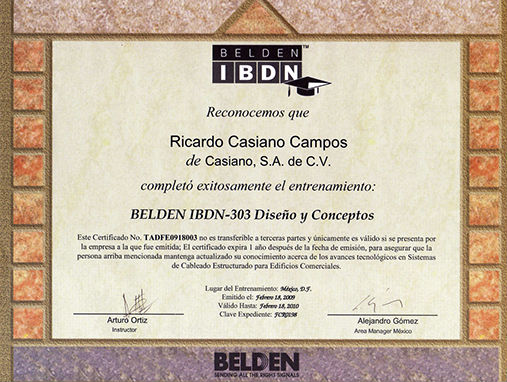 BELDEN™
IBDN
Reconocemos que
Ricardo Casiano Campos
de Casiano, S.A. de C.V.
completó exitosamente el entrenamiento:
BELDEN IBDN-303 Diseño y Conceptos
Este Certificado No. TADFE0918003 no es transferible a terceras partes y únicamente es válido si se presenta por
la empresa a la que fue emitida; El certificado expira 1 año después de la fecha de emisión, para asegurar que la
persona arriba mencionada mantenga actualizado su conocimiento acerca de los avances tecnológicos en Sistemas
de Cableado Estructurado para Edificios Comerciales.
Lugar del Entrenamiento: México, D.F.
Emitido el: Febrero 18, 2009
Válido Hasta: Febrero 18, 2010
Clave Expediente:
Arturo Ortiz
Instructor
Alejandro Gómez
Area Manager México
BELDEN
SENDING ALL THE RIGHT SIGNALS